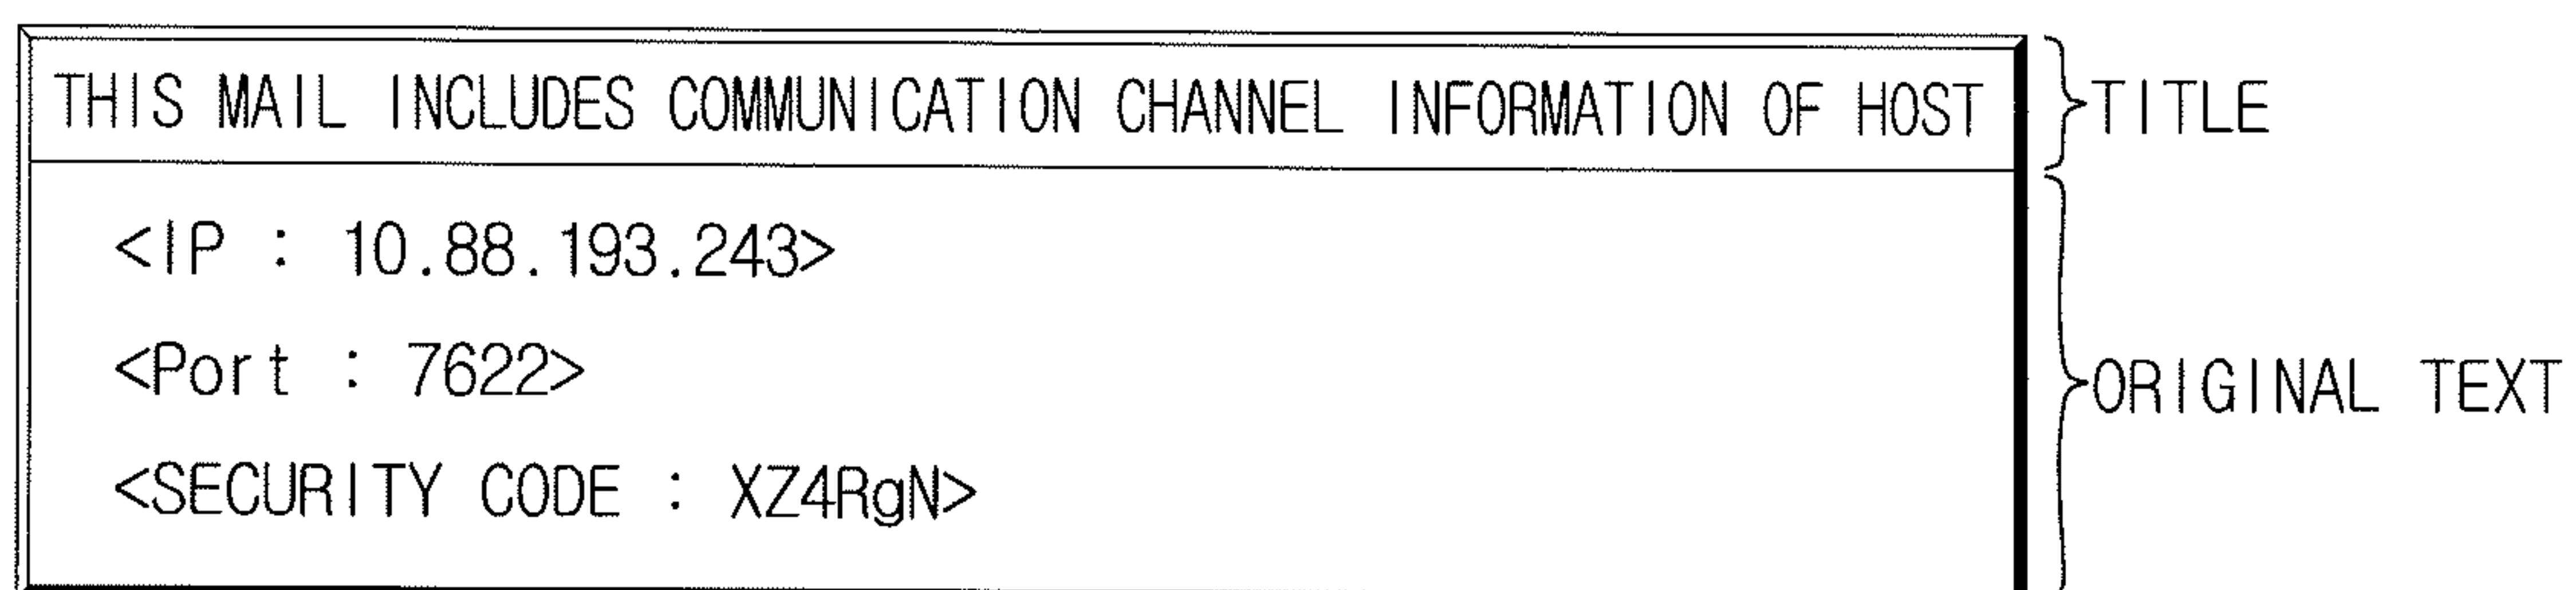 THIS MAIL INCLUDES COMMUNICATION CHANNEL INFORMATION OF HOST
TITLE
<IP : 10.88.193.243>
<Port : 7622>
ORIGINAL TEXT
<SECURITY CODE : XZ4RgN>